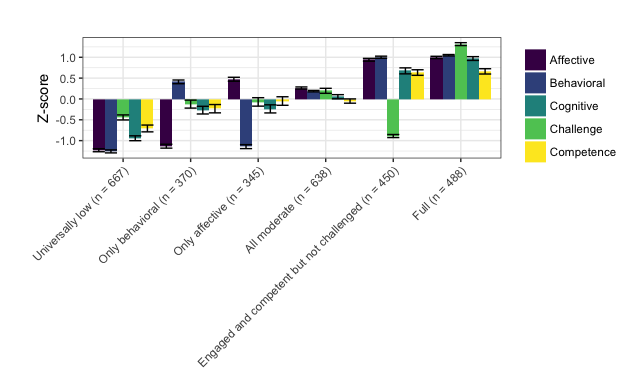 Z-score
1.0
0.5
0.0
-0.5
-1.0
Universally low (n = 667)
Only behavioral (n = 370)
Only affective (n = 345)
All moderate (n = 638)
Engaged and competent but not challenged (n = 450)
Full (n = 488)
Affective
Behavioral
Cognitive
Challenge
Competence